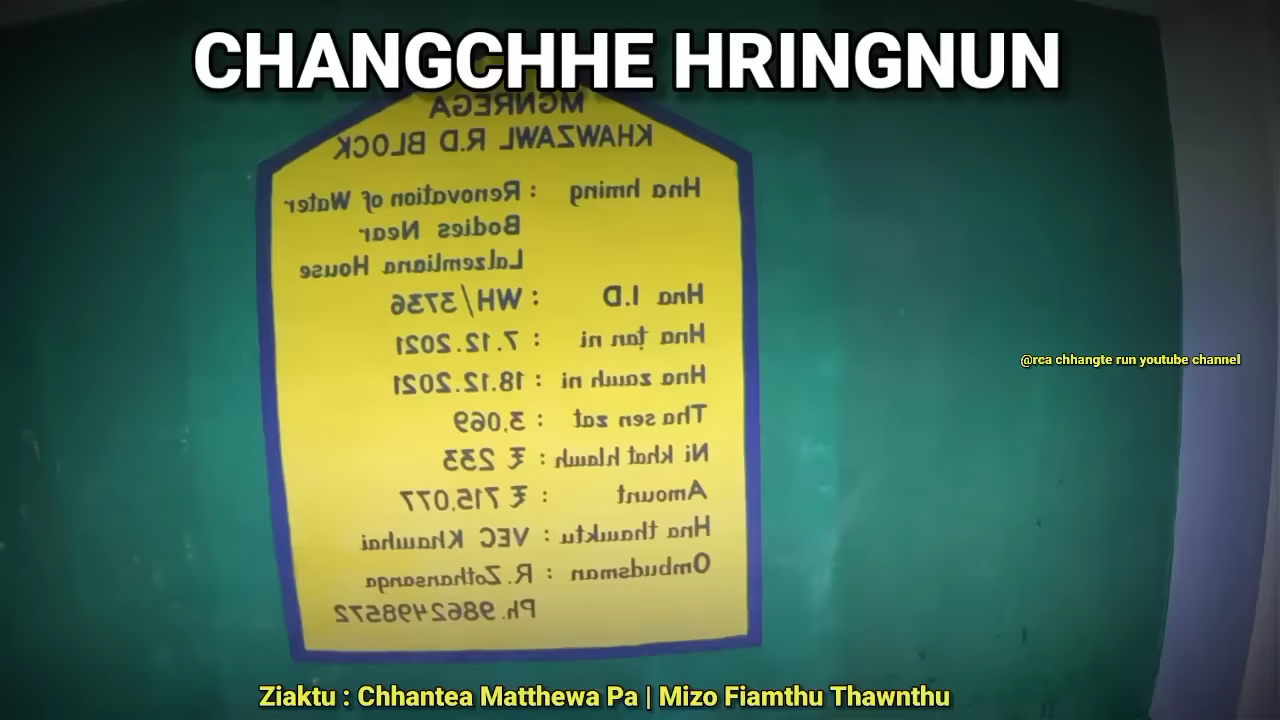 CHANGCHHE HRINGNUN
MGNREGA
KHAWZAWL R.D BLOCK
Hna hming : Renovation of Water
Bodies Near
Lalzemliana House
Hna I.D : WH/3736
Hna ṭan ni : 7.12.2021
Hna zawh ni : 18.12.2021
Tha sen zat : 3,069
Ni khat hlawh : ₹ 233
Amount : ₹ 715,077
Hna thawktu : VEC Khawhai
Ombudsman : R. Zothansanga
Ph. 9862498572
@rca chhangte run youtube channel
Ziaktu : Chhantea Matthewa Pa | Mizo Fiamthu Thawnthu